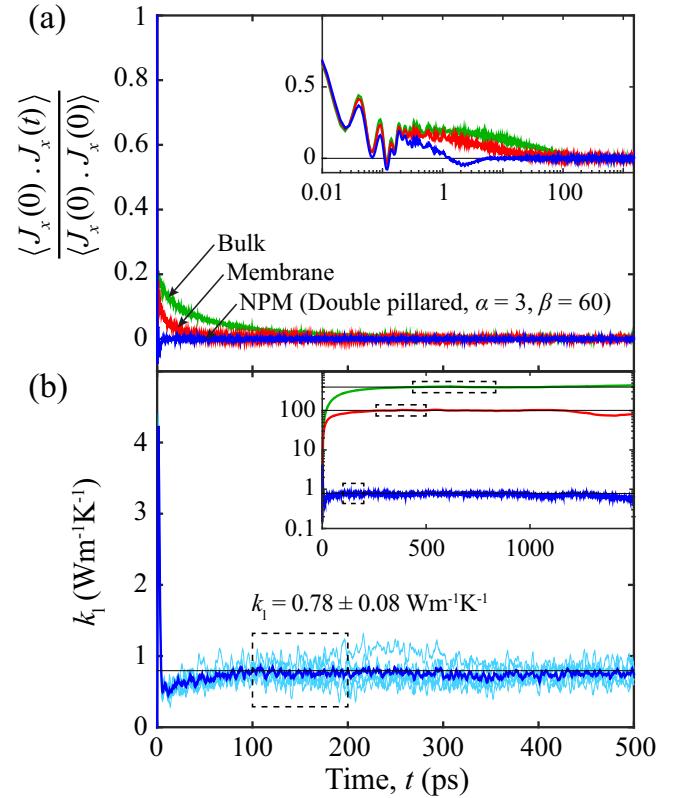 (a)
⟨J_x(0) . J_x(t)⟩
⟨J_x(0) . J_x(0)⟩
1
0.8
0.6
0.4
0.2
0
0.5
0
0.01
1
100
Bulk
Membrane
NPM (Double pillared, α = 3, β = 60)
(b)
k_l (Wm⁻¹K⁻¹)
4
3
2
1
0
100
10
1
0.1
0
500
1000
k_l = 0.78 ± 0.08 Wm⁻¹K⁻¹
0
100
200
300
400
500
Time, t (ps)